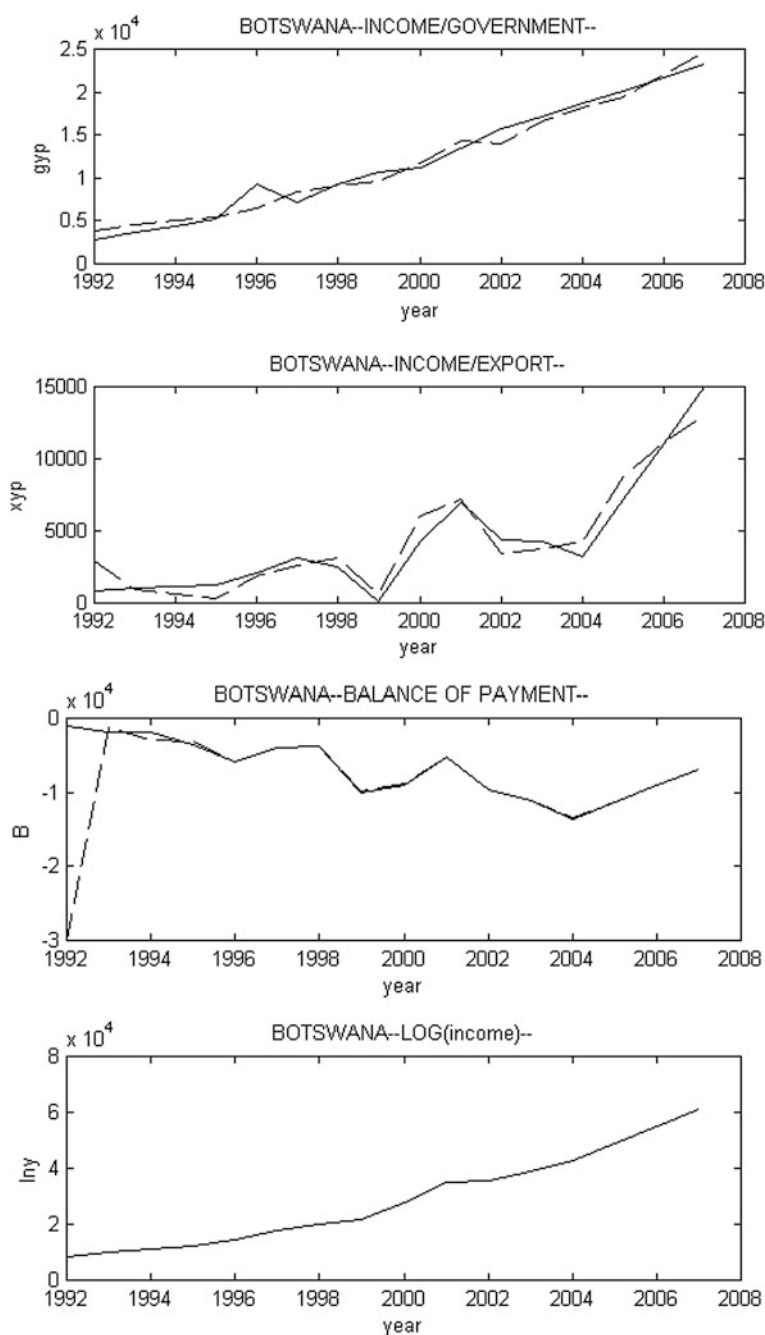 BOTSWANA--INCOME/GOVERNMENT--
x 10^4
2.5
2
1.5
1
0.5
0
gyp
1992 1994 1996 1998 2000 2002 2004 2006 2008
year
BOTSWANA--INCOME/EXPORT--
15000
10000
5000
0
xyp
1992 1994 1996 1998 2000 2002 2004 2006 2008
year
x 10^4 BOTSWANA--BALANCE OF PAYMENT--
0
-1
-2
-3
B
1992 1994 1996 1998 2000 2002 2004 2006 2008
year
x 10^4 BOTSWANA--LOG(income)--
8
6
4
2
0
lny
1992 1994 1996 1998 2000 2002 2004 2006 2008
year